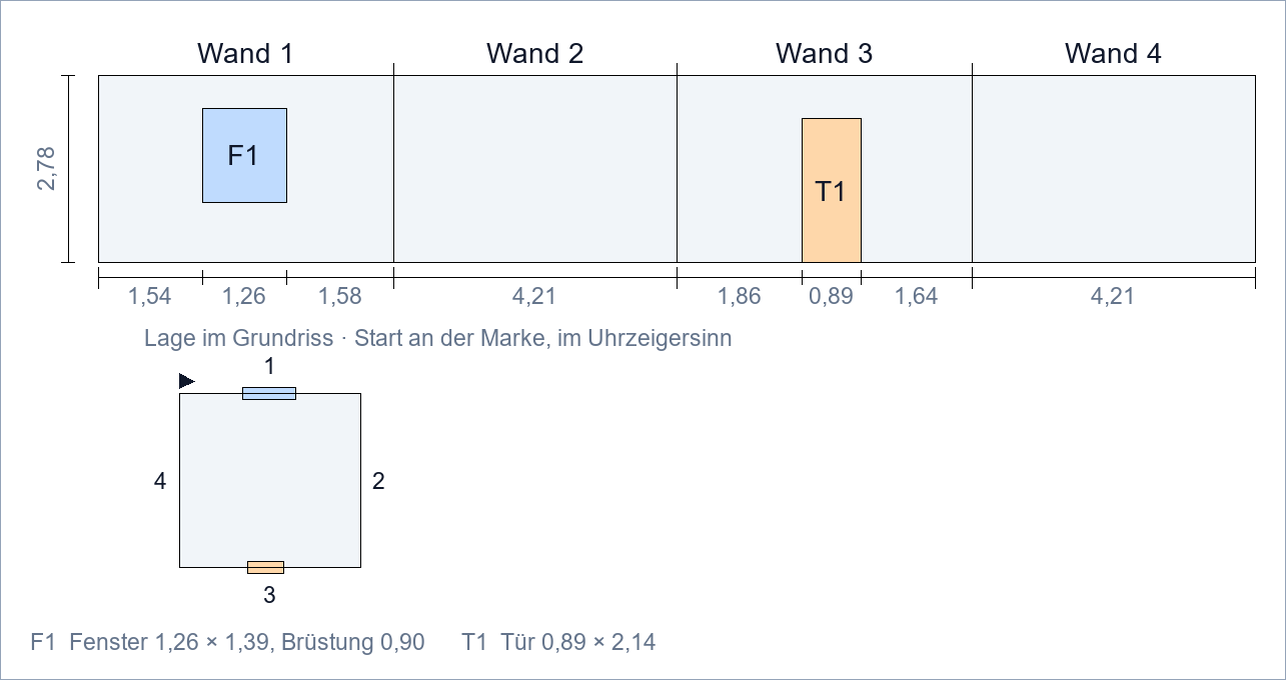 Wand 1 Wand 2 Wand 3 Wand 4
2,78
F1
T1
1,54 1,26 1,58 4,21 1,86 0,89 1,64 4,21
Lage im Grundriss · Start an der Marke, im Uhrzeigersinn
1
4 2
3
F1 Fenster 1,26 × 1,39, Brüstung 0,90 T1 Tür 0,89 × 2,14